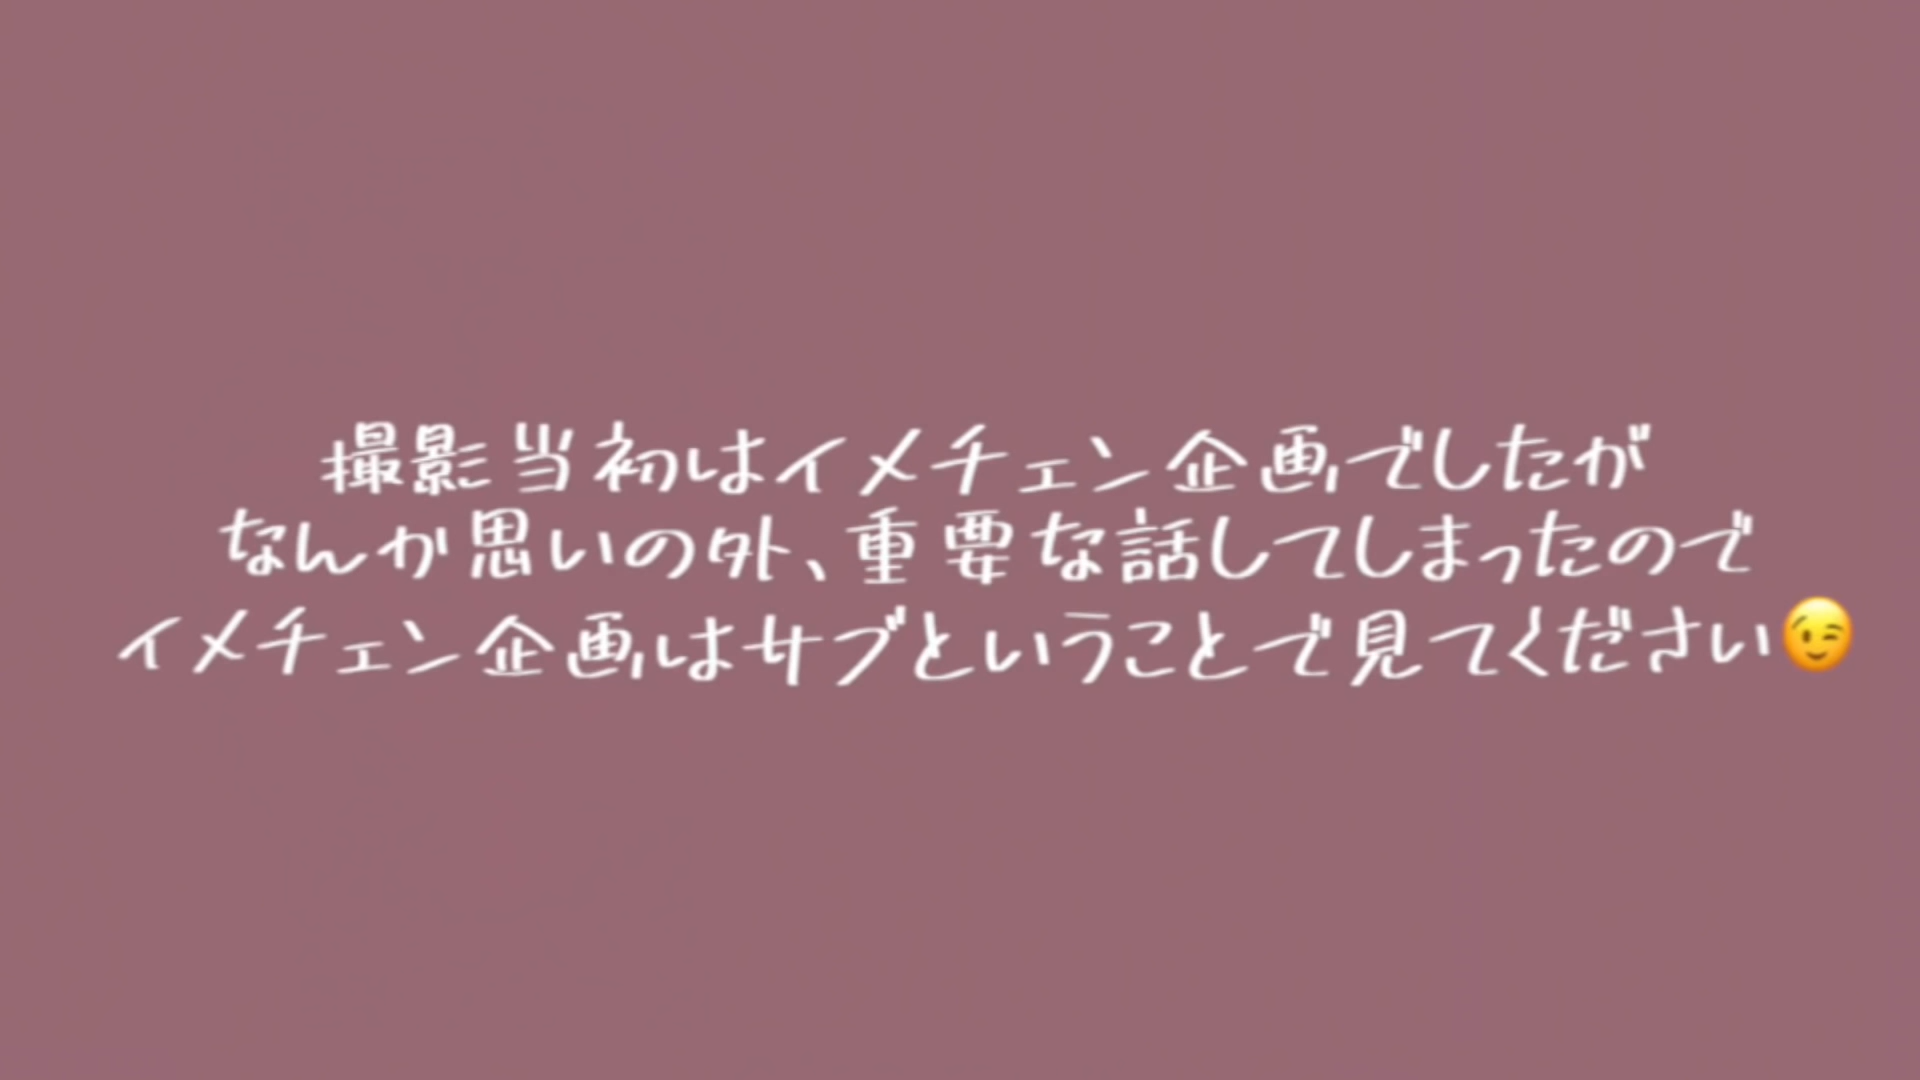 撮影当初はイメチェン企画でしたが
なんか思いの外、重要な話してしまったので
イメチェン企画はサブということで見てください😉